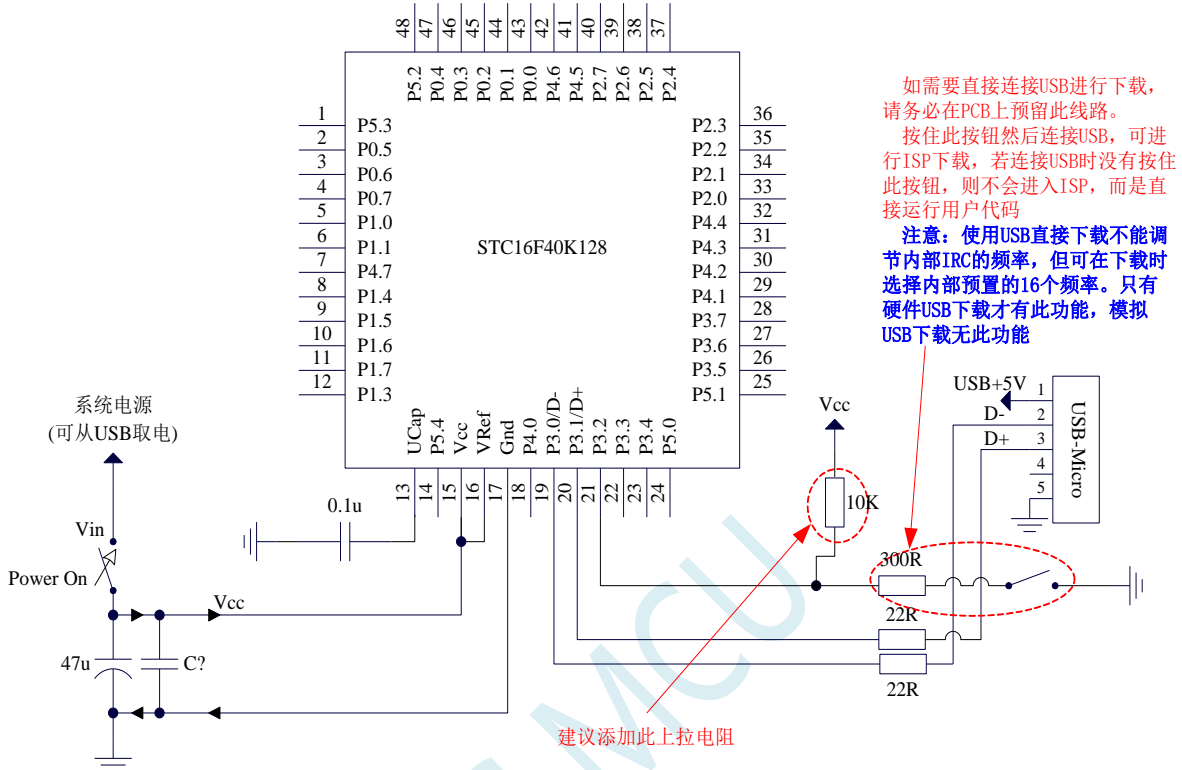 48
47
46
45
44
43
42
41
40
39
38
37
P5.2
P0.4
P0.3
P0.2
P0.1
P0.0
P4.6
P4.5
P2.7
P2.6
P2.5
P2.4
1 P5.3
2 P0.5
3 P0.6
4 P0.7
5 P1.0
6 P1.1
7 P4.7
8 P1.4
9 P1.5
10 P1.6
11 P1.7
12 P1.3
STC16F40K128
P2.3 36
P2.2 35
P2.1 34
P2.0 33
P4.4 32
P4.3 31
P4.2 30
P4.1 29
P3.7 28
P3.6 27
P3.5 26
P5.1 25
UCap
P5.4
Vcc
VRef
Gnd
P4.0
P3.0/D-
P3.1/D+
P3.2
P3.3
P3.4
P5.0
13
14
15
16
17
18
19
20
21
22
23
24
如需要直接连接USB进行下载，
请务必在PCB上预留此线路。
按住此按钮然后连接USB，可进
行ISP下载，若连接USB时没有按住
此按钮，则不会进入ISP，而是直
接运行用户代码
注意：使用USB直接下载不能调
节内部IRC的频率，但可在下载时
选择内部预置的16个频率。只有
硬件USB下载才有此功能，模拟
USB下载无此功能
系统电源
(可从USB取电)
Vin
Power On
Vcc
47u
C?
0.1u
Vcc
10K
300R
22R
22R
USB+5V
D-
D+
1
2
3
4
5
USB-Micro
建议添加此上拉电阻
MCU